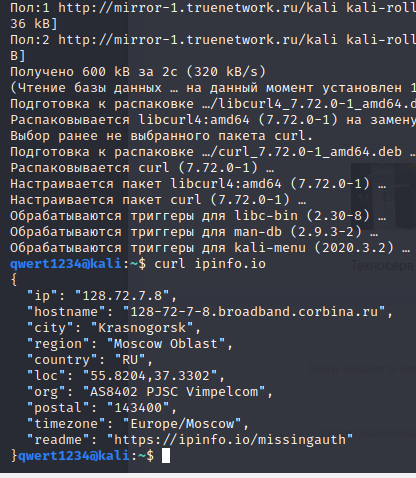 Пол:1 http://mirror-1.truenetwork.ru/kali kali-roll
36 kB]
Пол:2 http://mirror-1.truenetwork.ru/kali kali-roll
B]
Получено 600 kB за 2с (320 kB/s)
(Чтение базы данных … на данный момент установлен 1
Подготовка к распаковке …/libcurl4_7.72.0-1_amd64.d
Распаковывается libcurl4:amd64 (7.72.0-1) на замену
Выбор ранее не выбранного пакета curl.
Подготовка к распаковке …/curl_7.72.0-1_amd64.deb …
Распаковывается curl (7.72.0-1) …
Настраивается пакет libcurl4:amd64 (7.72.0-1) …
Настраивается пакет curl (7.72.0-1) …
Обрабатываются триггеры для libc-bin (2.30-8) …
Обрабатываются триггеры для man-db (2.9.3-2) …
Обрабатываются триггеры для kali-menu (2020.3.2) …
qwert1234@kali:~$ curl ipinfo.io
Техносерв
{
  "ip": "128.72.7.8",
  "hostname": "128-72-7-8.broadband.corbina.ru",
  "city": "Krasnogorsk",
  "region": "Moscow Oblast",
  "country": "RU",
  "loc": "55.8204,37.3302",
  "org": "AS8402 PJSC Vimpelcom",
  "postal": "143400",
  "timezone": "Europe/Moscow",
  "readme": "https://ipinfo.io/missingauth"
}qwert1234@kali:~$